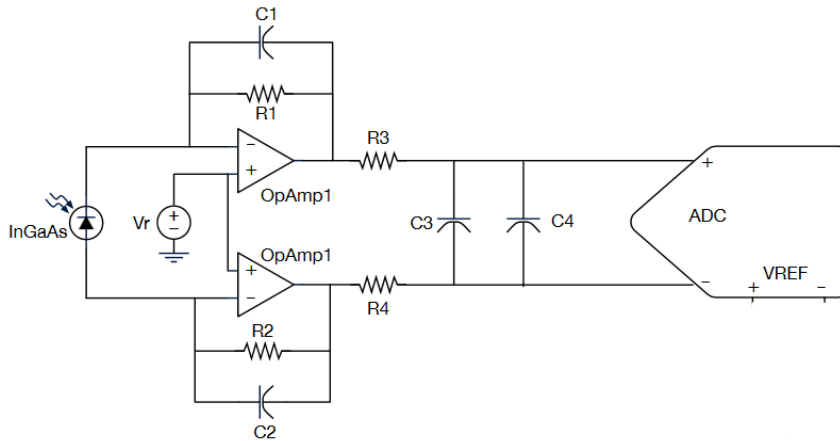 C1
R1
−
+
OpAmp1
R3
InGaAs
Vr
+
−
OpAmp1
+
−
R4
C3
C4
+
ADC
−
VREF
+ −
R2
C2